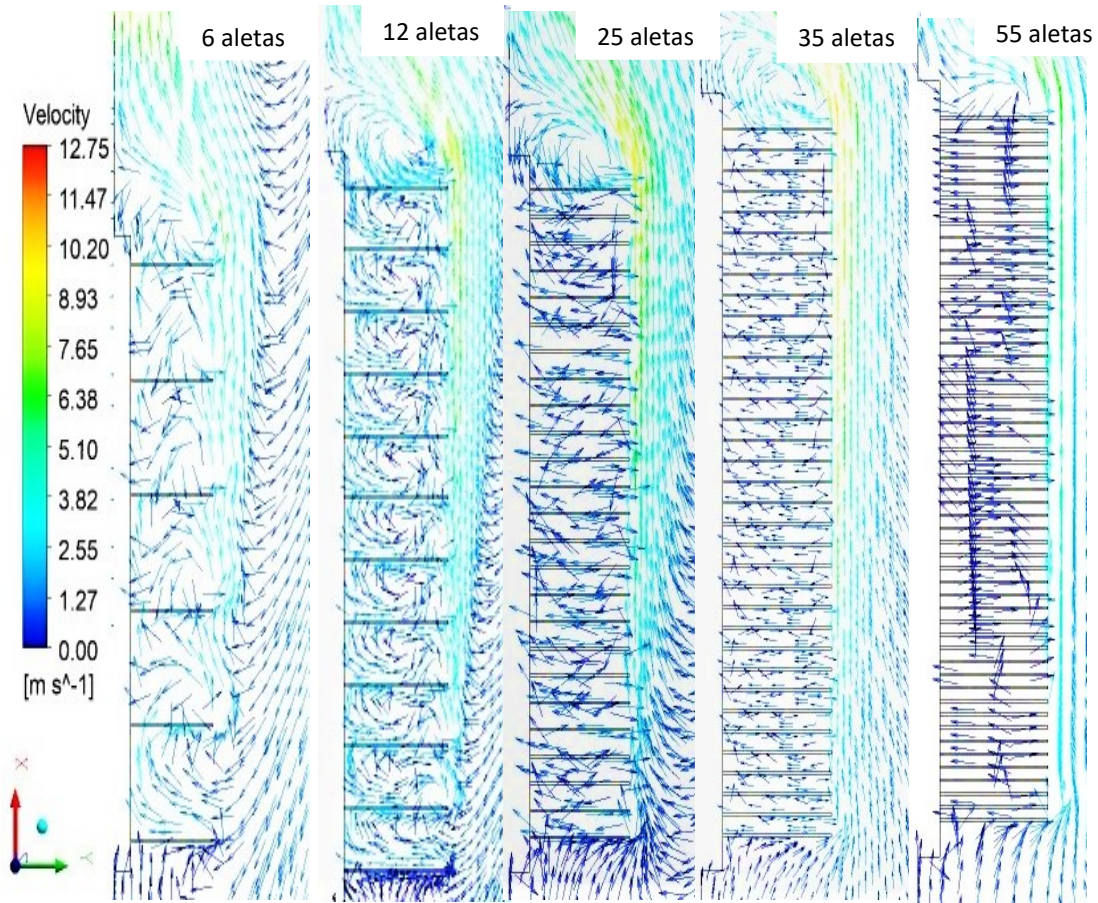 6 aletas
12 aletas
25 aletas
35 aletas
55 aletas
Velocity
12.75
11.47
10.20
8.93
7.65
6.38
5.10
3.82
2.55
1.27
0.00
[m s^-1]
X
Y